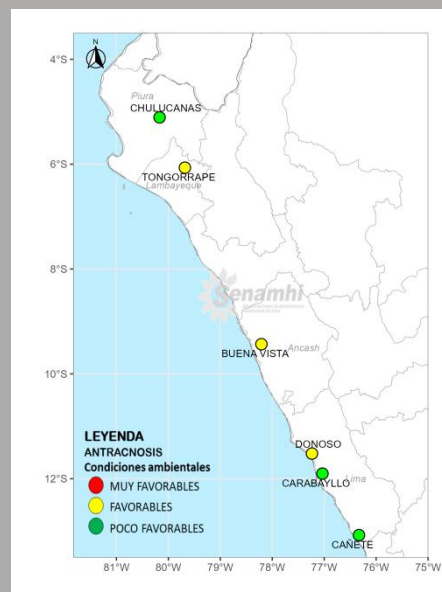 N
4°S
6°S
8°S
10°S
12°S
Piura
CHULUCANAS
TONGORRAPE
Lambayeque
Senamhi
BUENA VISTA
Ancash
DONOSO
CARABAYLLO
Lima
CAÑETE
LEYENDA
ANTRACNOSIS
Condiciones ambientales
MUY FAVORABLES
FAVORABLES
POCO FAVORABLES
81°W 80°W 79°W 78°W 77°W 76°W 75°W